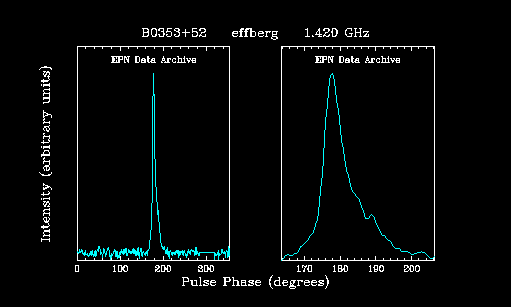 B0353+52 effberg 1.420 GHz
EPN Data Archive EPN Data Archive
Intensity (arbitrary units)
0 100 200 300 170 180 190 200
Pulse Phase (degrees)